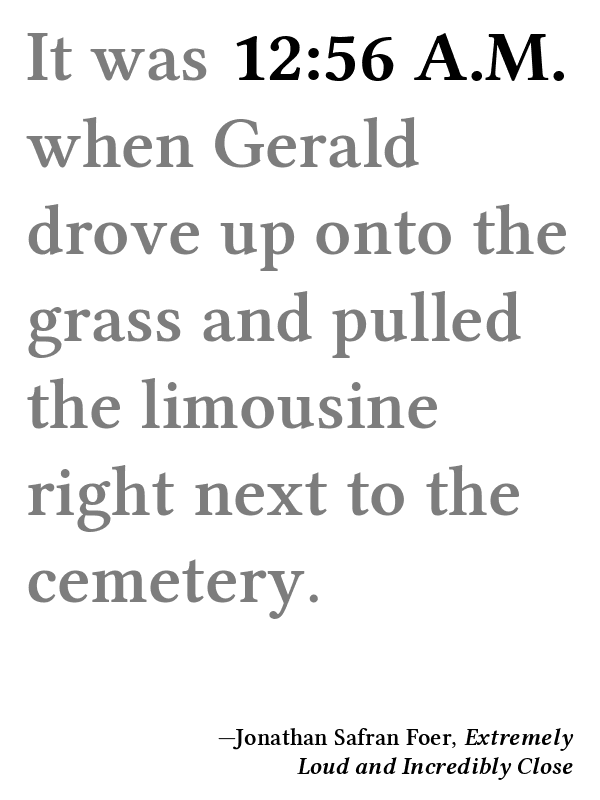 It was 12:56 A.M.
when Gerald
drove up onto the
grass and pulled
the limousine
right next to the
cemetery.
—Jonathan Safran Foer, Extremely
Loud and Incredibly Close